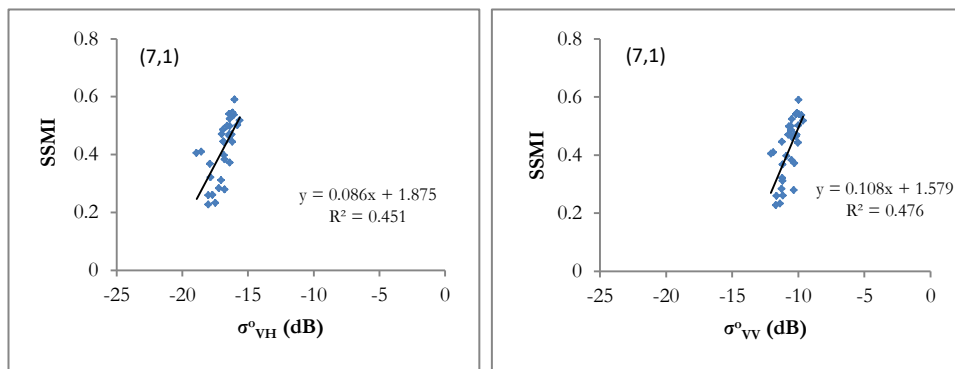 (7,1)
SSMI
0.8
0.6
0.4
0.2
0
y = 0.086x + 1.875
R² = 0.451
-25 -20 -15 -10 -5 0
σ°VH (dB)
(7,1)
SSMI
0.8
0.6
0.4
0.2
0
y = 0.108x + 1.579
R² = 0.476
-25 -20 -15 -10 -5 0
σ°VV (dB)